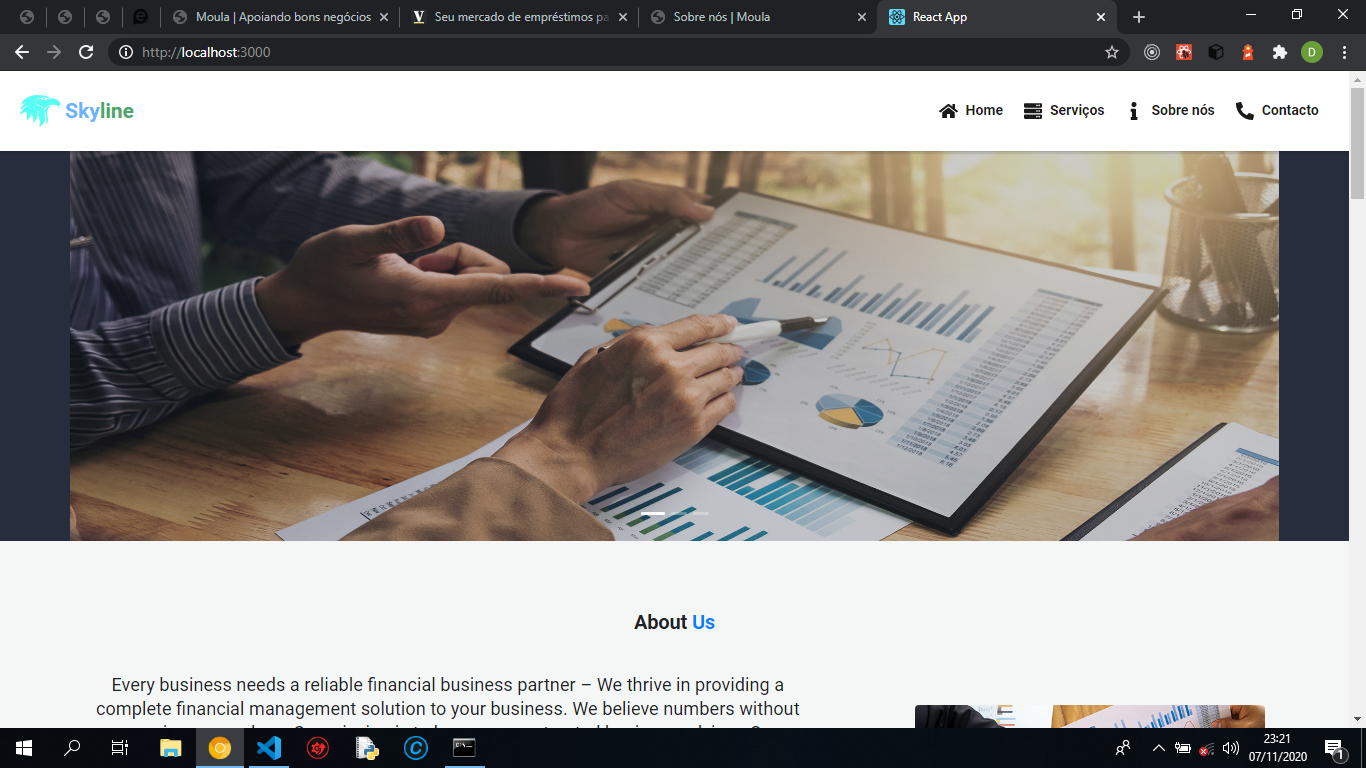 Moula | Apoiando bons negócios
Seu mercado de empréstimos pa
Sobre nós | Moula
React App
http://localhost:3000
D
Skyline
Home
Serviços
Sobre nós
Contacto
About Us
Every business needs a reliable financial business partner – We thrive in providing a
complete financial management solution to your business. We believe numbers without
23:21
07/11/2020
1